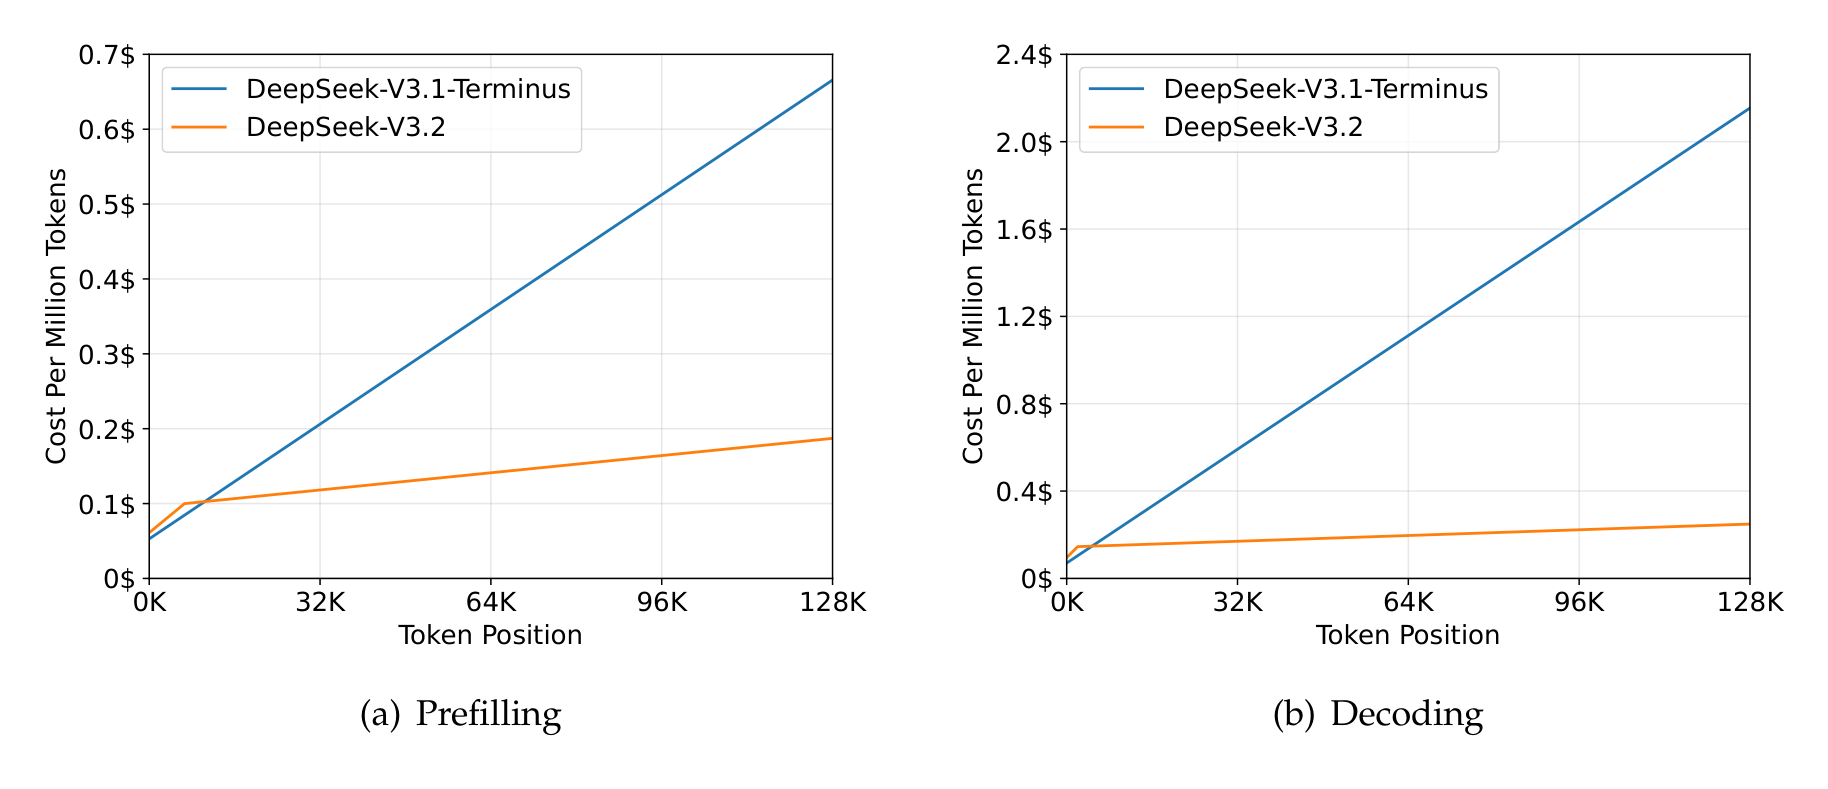 0.7$
0.6$
0.5$
0.4$
0.3$
0.2$
0.1$
0$
Cost Per Million Tokens
DeepSeek-V3.1-Terminus
DeepSeek-V3.2
0K 32K 64K 96K 128K
Token Position
(a) Prefilling
2.4$
2.0$
1.6$
1.2$
0.8$
0.4$
0$
Cost Per Million Tokens
DeepSeek-V3.1-Terminus
DeepSeek-V3.2
0K 32K 64K 96K 128K
Token Position
(b) Decoding